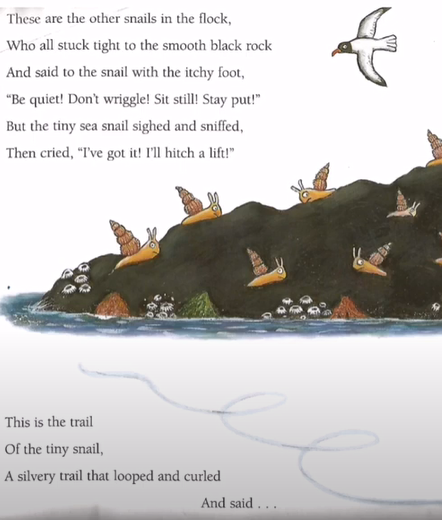 These are the other snails in the flock,
Who all stuck tight to the smooth black rock
And said to the snail with the itchy foot,
“Be quiet! Don’t wriggle! Sit still! Stay put!”
But the tiny sea snail sighed and sniffed,
Then cried, “I’ve got it! I’ll hitch a lift!”
This is the trail
Of the tiny snail,
A silvery trail that looped and curled
And said . . .